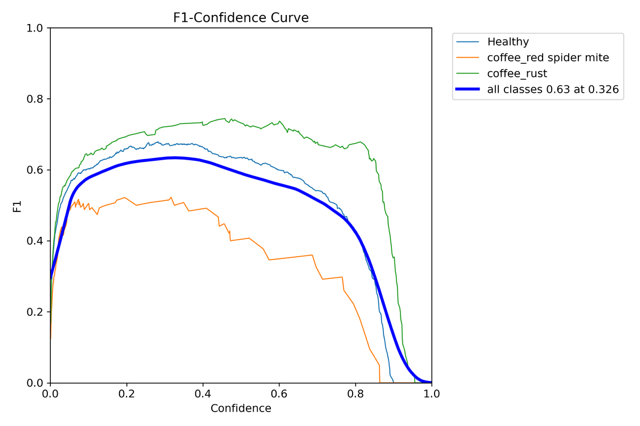 F1-Confidence Curve
1.0
0.8
0.6
0.4
0.2
0.0
F1
0.0 0.2 0.4 0.6 0.8 1.0
Confidence
Healthy
coffee_red spider mite
coffee_rust
all classes 0.63 at 0.326